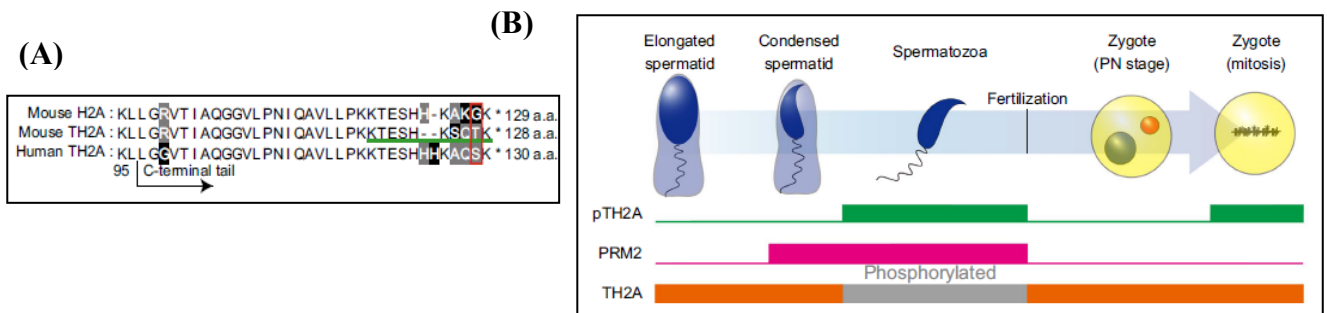 (A)
Mouse H2A : KLLGRVTIAQGGVLPNIQAVLLPKKTESHH-KAKGK * 129 a.a.
Mouse TH2A : KLLGRVTIAQGGVLPNIQAVLLPKKTESH--KSCTK * 128 a.a.
Human TH2A : KLLGGVTIAQGGVLPNIQAVLLPKKTESHHHKACSK * 130 a.a.
95 C-terminal tail
(B)
Elongated spermatid
Condensed spermatid
Spermatozoa
Zygote (PN stage)
Zygote (mitosis)
Fertilization
pTH2A
PRM2
Phosphorylated
TH2A